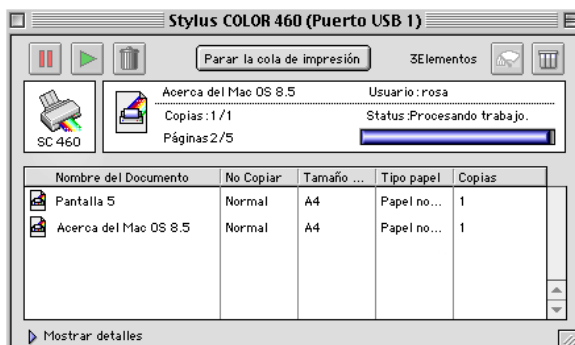 Stylus COLOR 460 (Puerto USB 1)
Parar la cola de impresión
3Elementos
SC 460
Acerca del Mac OS 8.5 Usuario:rosa
Copias:1/1 Status:Procesando trabajo.
Páginas2/5
Nombre del Documento No Copiar Tamaño ... Tipo papel Copias
Pantalla 5 Normal A4 Papel no... 1
Acerca del Mac OS 8.5 Normal A4 Papel no... 1
Mostrar detalles